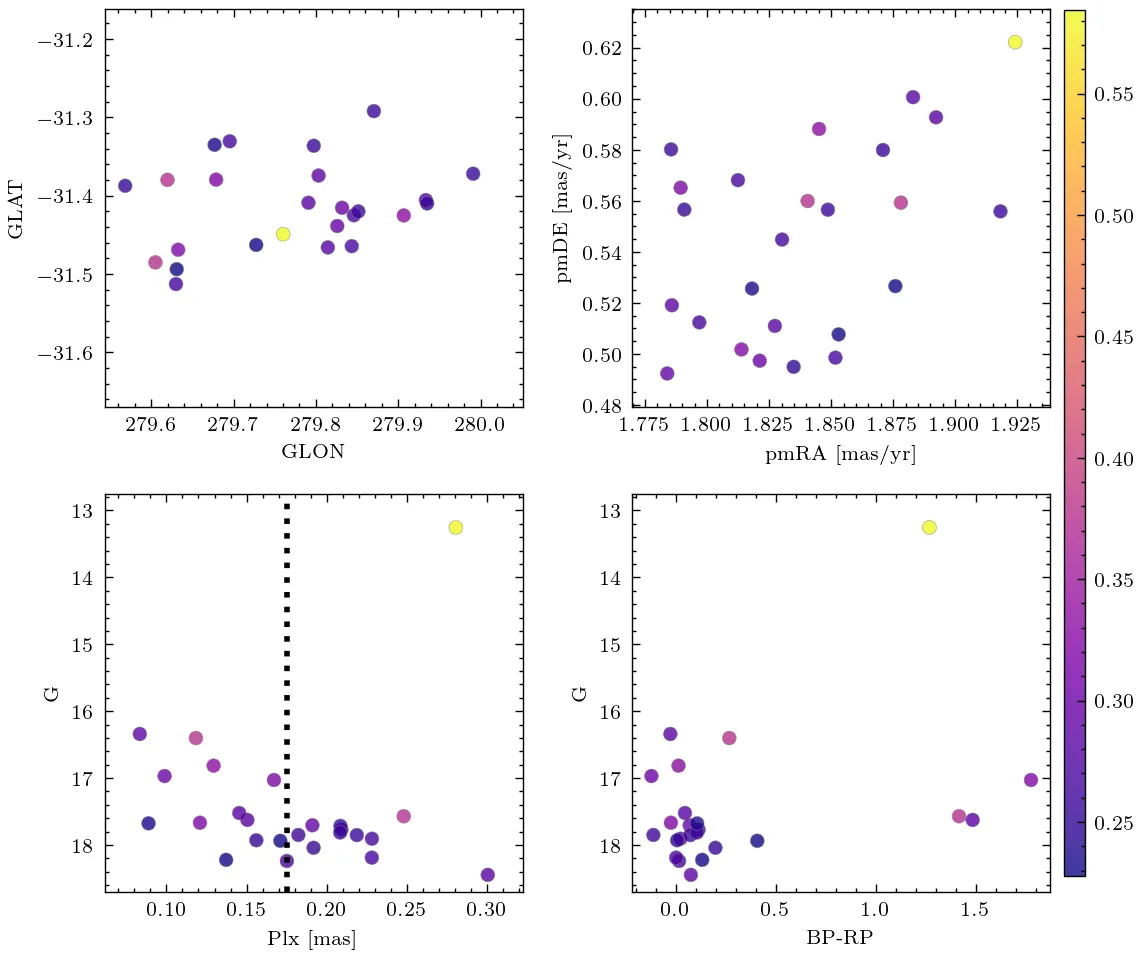 −31.2
−31.3
−31.4
−31.5
−31.6
GLAT
279.6 279.7 279.8 279.9 280.0
GLON
0.62
0.60
0.58
0.56
0.54
0.52
0.50
0.48
pmDE [mas/yr]
1.775 1.800 1.825 1.850 1.875 1.900 1.925
pmRA [mas/yr]
13
14
15
16
17
18
G
0.10 0.15 0.20 0.25 0.30
Plx [mas]
13
14
15
16
17
18
G
0.0 0.5 1.0 1.5
BP-RP
0.55
0.50
0.45
0.40
0.35
0.30
0.25